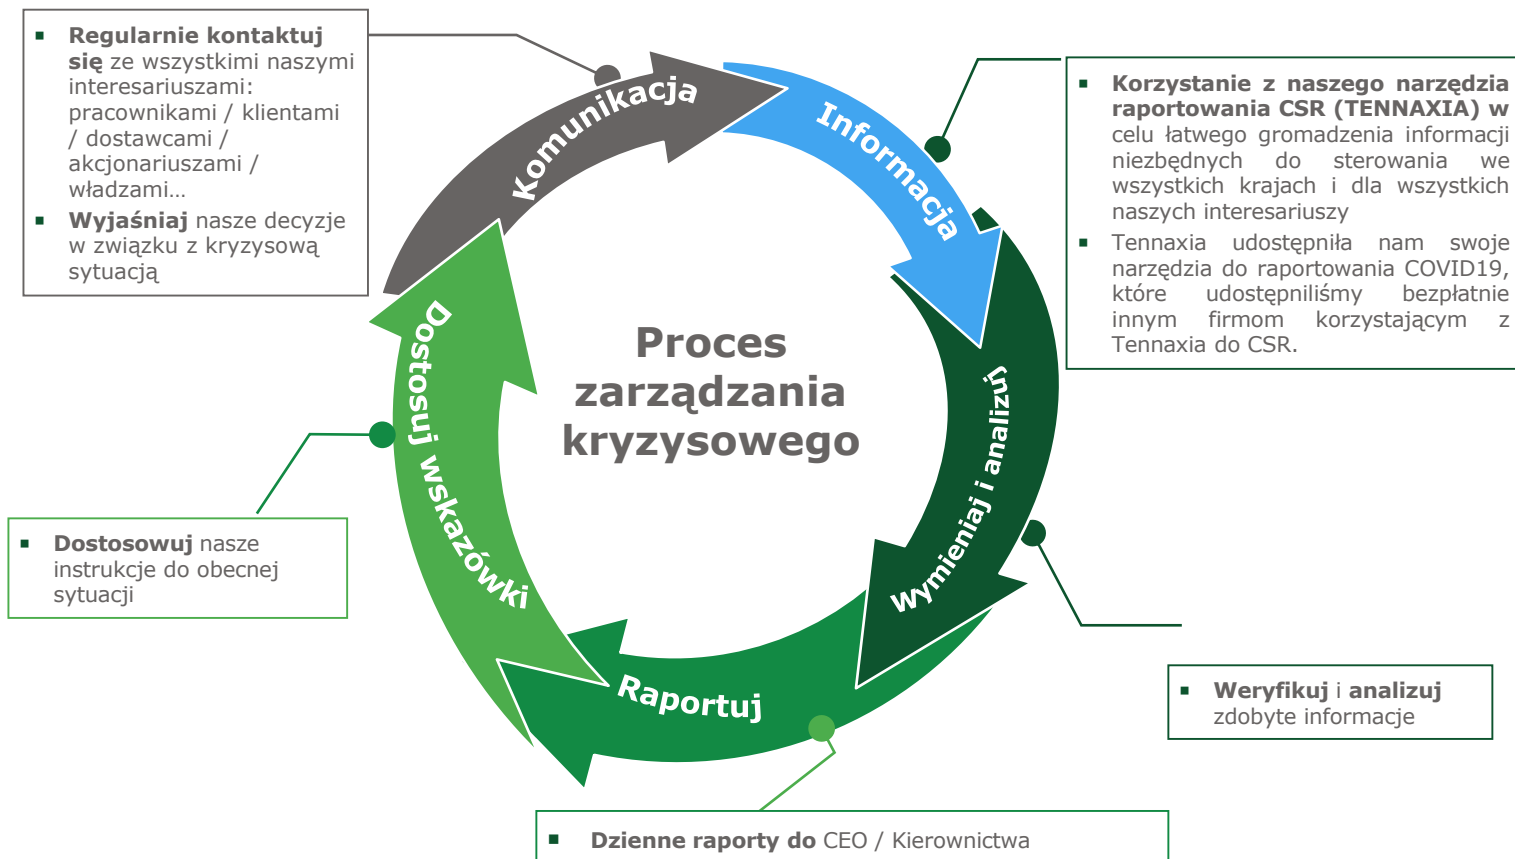 Regularnie kontaktuj
się ze wszystkimi naszymi
interesariuszami:
pracownikami / klientami
/ dostawcami /
akcjonariuszami /
władzami…
Wyjaśniaj nasze decyzje
w związku z kryzysową
sytuacją
Komunikacja
Informacja
Korzystanie z naszego narzędzia
raportowania CSR (TENNAXIA) w
celu łatwego gromadzenia informacji
niezbędnych do sterowania we
wszystkich krajach i dla wszystkich
naszych interesariuszy
Tennaxia udostępniła nam swoje
narzędzia do raportowania COVID19,
które udostępniliśmy bezpłatnie
innym firmom korzystającym z
Tennaxia do CSR.
Proces
zarządzania
kryzysowego
Dostosuj wskazówki
Wymieniaj i analizuj
Dostosowuj nasze
instrukcje do obecnej
sytuacji
Raportuj
Weryfikuj i analizuj
zdobyte informacje
Dzienne raporty do CEO / Kierownictwa